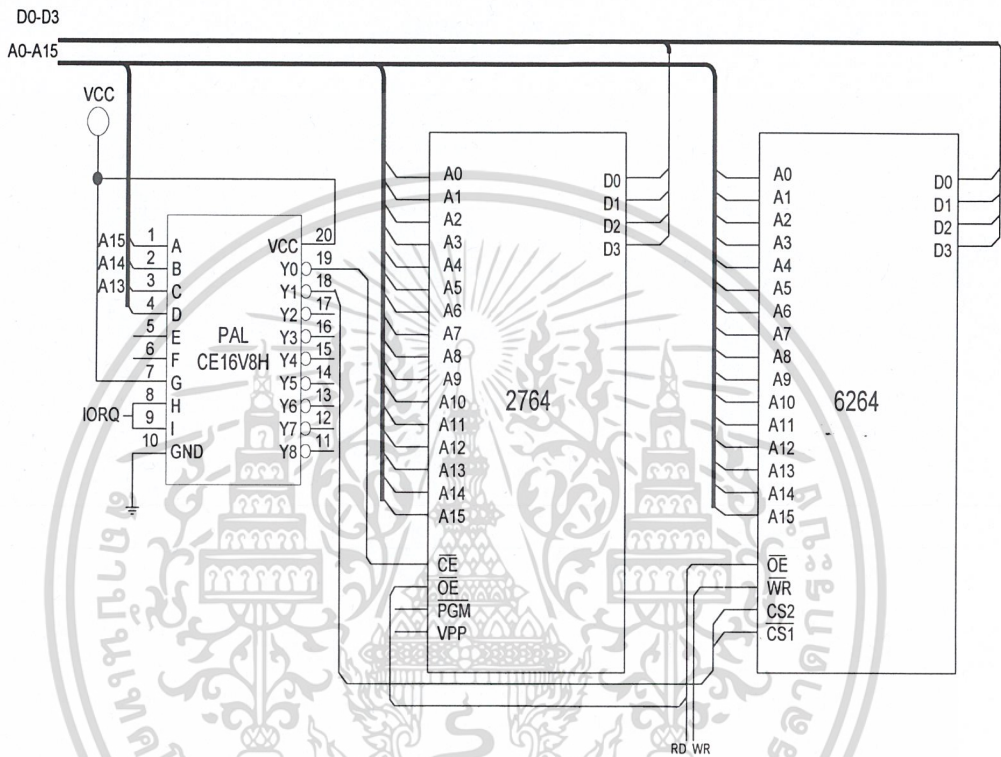 D0-D3
A0-A15
VCC
A15 1 A
A14 2 B
A13 3 C
4 D
5 E
6 F
7 G
8 H
IORQ
9 I
10 GND
PAL
CE16V8H
VCC 20
Y0 19
Y1 18
Y2 17
Y3 16
Y4 15
Y5 14
Y6 13
Y7 12
Y8 11
A0
A1
A2
A3
A4
A5
A6
A7
A8
A9
A10
A11
A12
A13
A14
A15
CE
OE
PGM
VPP
D0
D1
D2
D3
2764
A0
A1
A2
A3
A4
A5
A6
A7
A8
A9
A10
A11
A12
A13
A14
A15
OE
WR
CS2
CS1
D0
D1
D2
D3
6264
RD WR